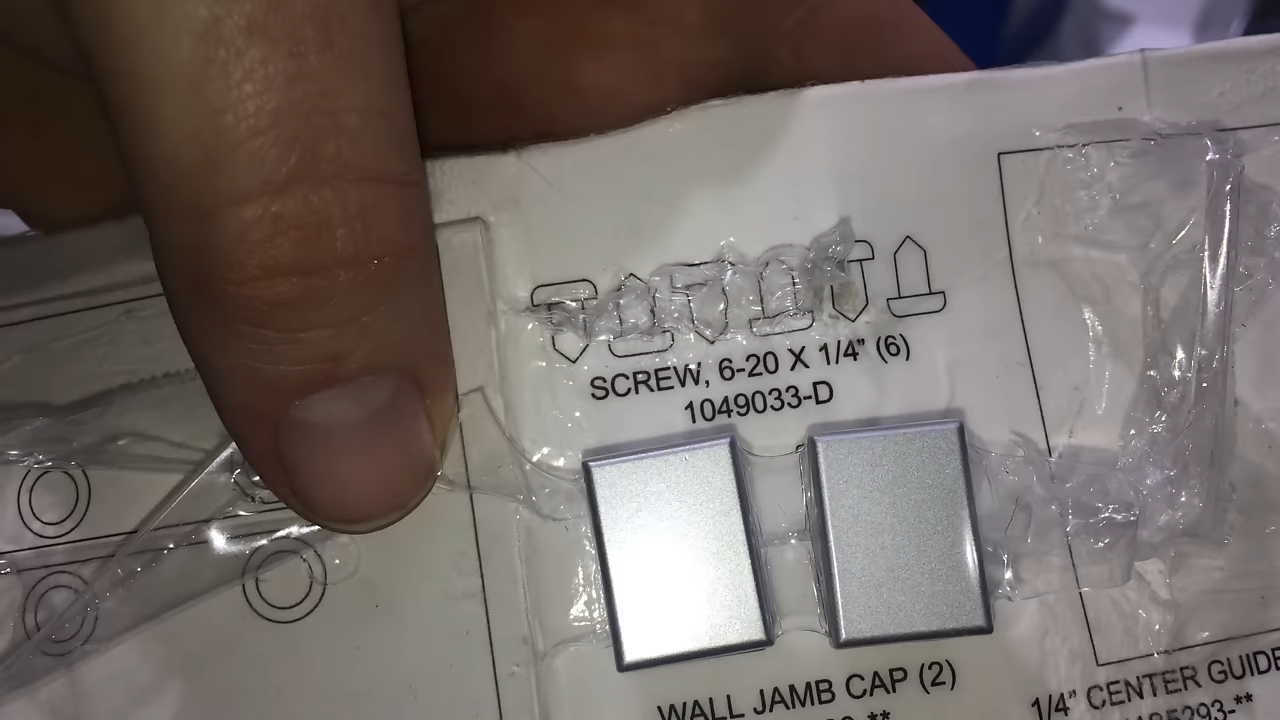 SCREW, 6-20 X 1/4" (6)
1049033-D
WALL JAMB CAP (2)
1/4" CENTER GUIDE